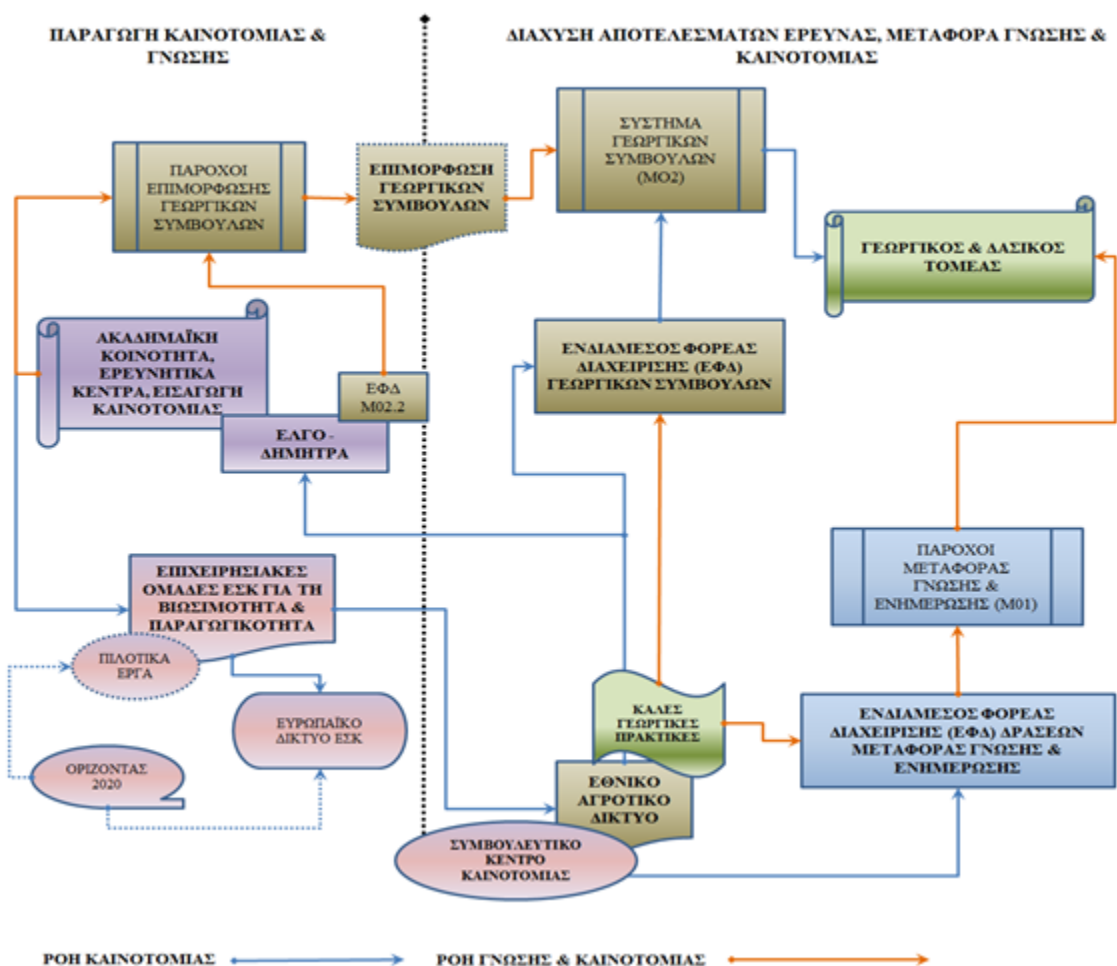 ΠΑΡΑΓΩΓΗ ΚΑΙΝΟΤΟΜΙΑΣ &
ΓΝΩΣΗΣ
ΔΙΑΧΥΣΗ ΑΠΟΤΕΛΕΣΜΑΤΩΝ ΕΡΕΥΝΑΣ, ΜΕΤΑΦΟΡΑ ΓΝΩΣΗΣ &
ΚΑΙΝΟΤΟΜΙΑΣ
ΠΑΡΟΧΟΙ
ΕΠΙΜΟΡΦΩΣΗΣ
ΓΕΩΡΓΙΚΩΝ
ΣΥΜΒΟΥΛΩΝ
ΕΠΙΜΟΡΦΩΣΗ
ΓΕΩΡΓΙΚΩΝ
ΣΥΜΒΟΥΛΩΝ
ΣΥΣΤΗΜΑ
ΓΕΩΡΓΙΚΩΝ
ΣΥΜΒΟΥΛΩΝ
(ΜΟ2)
ΓΕΩΡΓΙΚΟΣ & ΔΑΣΙΚΟΣ
ΤΟΜΕΑΣ
ΑΚΑΔΗΜΑΪΚΗ
ΚΟΙΝΟΤΗΤΑ,
ΕΡΕΥΝΗΤΙΚΑ
ΚΕΝΤΡΑ, ΕΙΣΑΓΩΓΗ
ΚΑΙΝΟΤΟΜΙΑΣ
ΕΦΔ
Μ02.2
ΕΛΓΟ -
ΔΗΜΗΤΡΑ
ΕΝΔΙΑΜΕΣΟΣ ΦΟΡΕΑΣ
ΔΙΑΧΕΙΡΙΣΗΣ (ΕΦΔ)
ΓΕΩΡΓΙΚΩΝ ΣΥΜΒΟΥΛΩΝ
ΕΠΙΧΕΙΡΗΣΙΑΚΕΣ
ΟΜΑΔΕΣ ΕΣΚ ΓΙΑ ΤΗ
ΒΙΩΣΙΜΟΤΗΤΑ &
ΠΑΡΑΓΩΓΙΚΟΤΗΤΑ
ΠΙΛΟΤΙΚΑ
ΕΡΓΑ
ΕΥΡΩΠΑΪΚΟ
ΔΙΚΤΥΟ ΕΣΚ
ΟΡΙΖΟΝΤΑΣ
2020
ΠΑΡΟΧΟΙ
ΜΕΤΑΦΟΡΑΣ
ΓΝΩΣΗΣ &
ΕΝΗΜΕΡΩΣΗΣ (Μ01)
ΚΑΛΕΣ
ΓΕΩΡΓΙΚΕΣ
ΠΡΑΚΤΙΚΕΣ
ΕΝΔΙΑΜΕΣΟΣ ΦΟΡΕΑΣ
ΔΙΑΧΕΙΡΙΣΗΣ (ΕΦΔ) ΔΡΑΣΕΩΝ
ΜΕΤΑΦΟΡΑΣ ΓΝΩΣΗΣ &
ΕΝΗΜΕΡΩΣΗΣ
ΕΘΝΙΚΟ
ΑΓΡΟΤΙΚΟ
ΔΙΚΤΥΟ
ΣΥΜΒΟΥΛΕΥΤΙΚΟ
ΚΕΝΤΡΟ
ΚΑΙΝΟΤΟΜΙΑΣ
ΡΟΗ ΚΑΙΝΟΤΟΜΙΑΣ
ΡΟΗ ΓΝΩΣΗΣ & ΚΑΙΝΟΤΟΜΙΑΣ